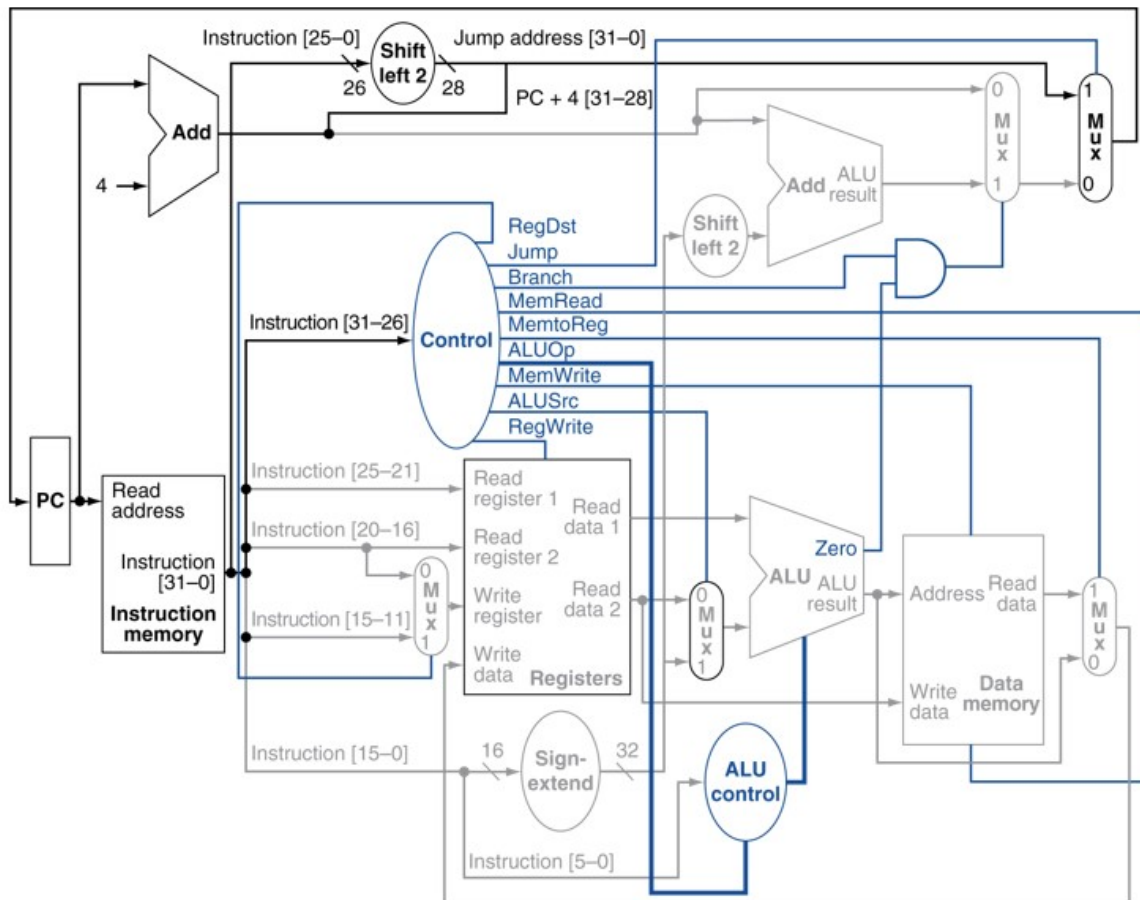 Instruction [25–0]
Shift
left 2
Jump address [31–0]
26
28
PC + 4 [31–28]
Add
4
0
M
u
x
1
1
M
u
x
0
Add
ALU
result
Shift
left 2
RegDst
Jump
Branch
MemRead
MemtoReg
ALUOp
MemWrite
ALUSrc
RegWrite
Instruction [31–26]
Control
PC
Read
address
Instruction
[31–0]
Instruction
memory
Instruction [25–21]
Instruction [20–16]
Instruction [15–11]
0
M
u
x
1
Read
register 1
Read
register 2
Write
register
Write
data
Read
data 1
Read
data 2
Registers
0
M
u
x
1
Zero
ALU
ALU
result
Address
Read
data
Write
data
Data
memory
1
M
u
x
0
Instruction [15–0]
16
Sign-
extend
32
ALU
control
Instruction [5–0]